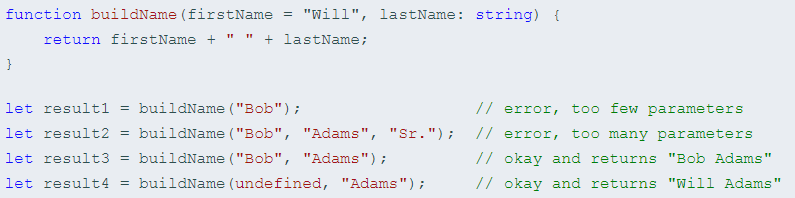 function buildName(firstName = "Will", lastName: string) {
    return firstName + " " + lastName;
}

let result1 = buildName("Bob");                  // error, too few parameters
let result2 = buildName("Bob", "Adams", "Sr.");  // error, too many parameters
let result3 = buildName("Bob", "Adams");         // okay and returns "Bob Adams"
let result4 = buildName(undefined, "Adams");     // okay and returns "Will Adams"